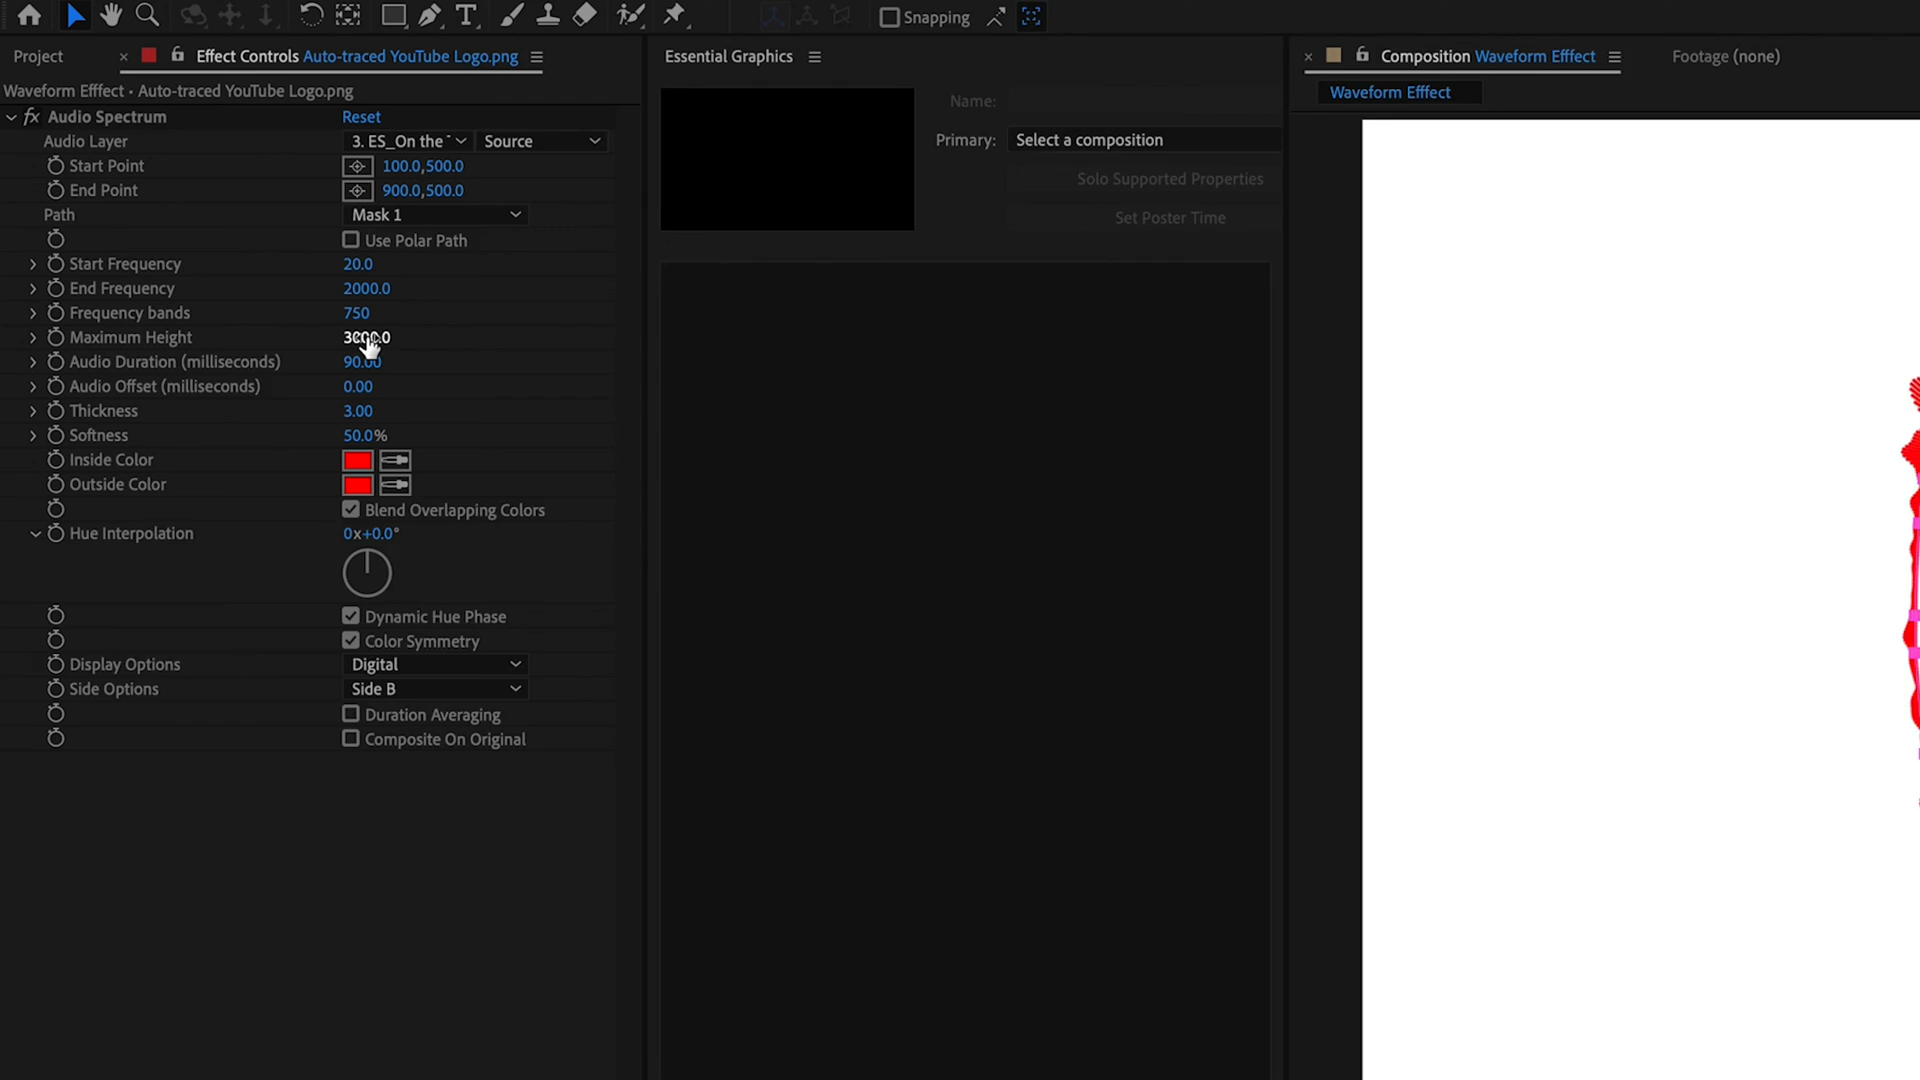 Snapping
Project
Effect Controls Auto-traced YouTube Logo.png
Essential Graphics
Composition Waveform Efffect
Footage (none)
Waveform Efffect • Auto-traced YouTube Logo.png
Waveform Efffect
Name:
fx Audio Spectrum Reset
Audio Layer 3. ES_On the Source
Primary: Select a composition
Start Point 100.0,500.0
Solo Supported Properties
End Point 900.0,500.0
Path Mask 1
Set Poster Time
Use Polar Path
Start Frequency 20.0
End Frequency 2000.0
Frequency bands 750
Maximum Height 3000.0
Audio Duration (milliseconds) 90.00
Audio Offset (milliseconds) 0.00
Thickness 3.00
Softness 50.0%
Inside Color
Outside Color
Blend Overlapping Colors
Hue Interpolation 0x+0.0°
Dynamic Hue Phase
Color Symmetry
Display Options Digital
Side Options Side B
Duration Averaging
Composite On Original